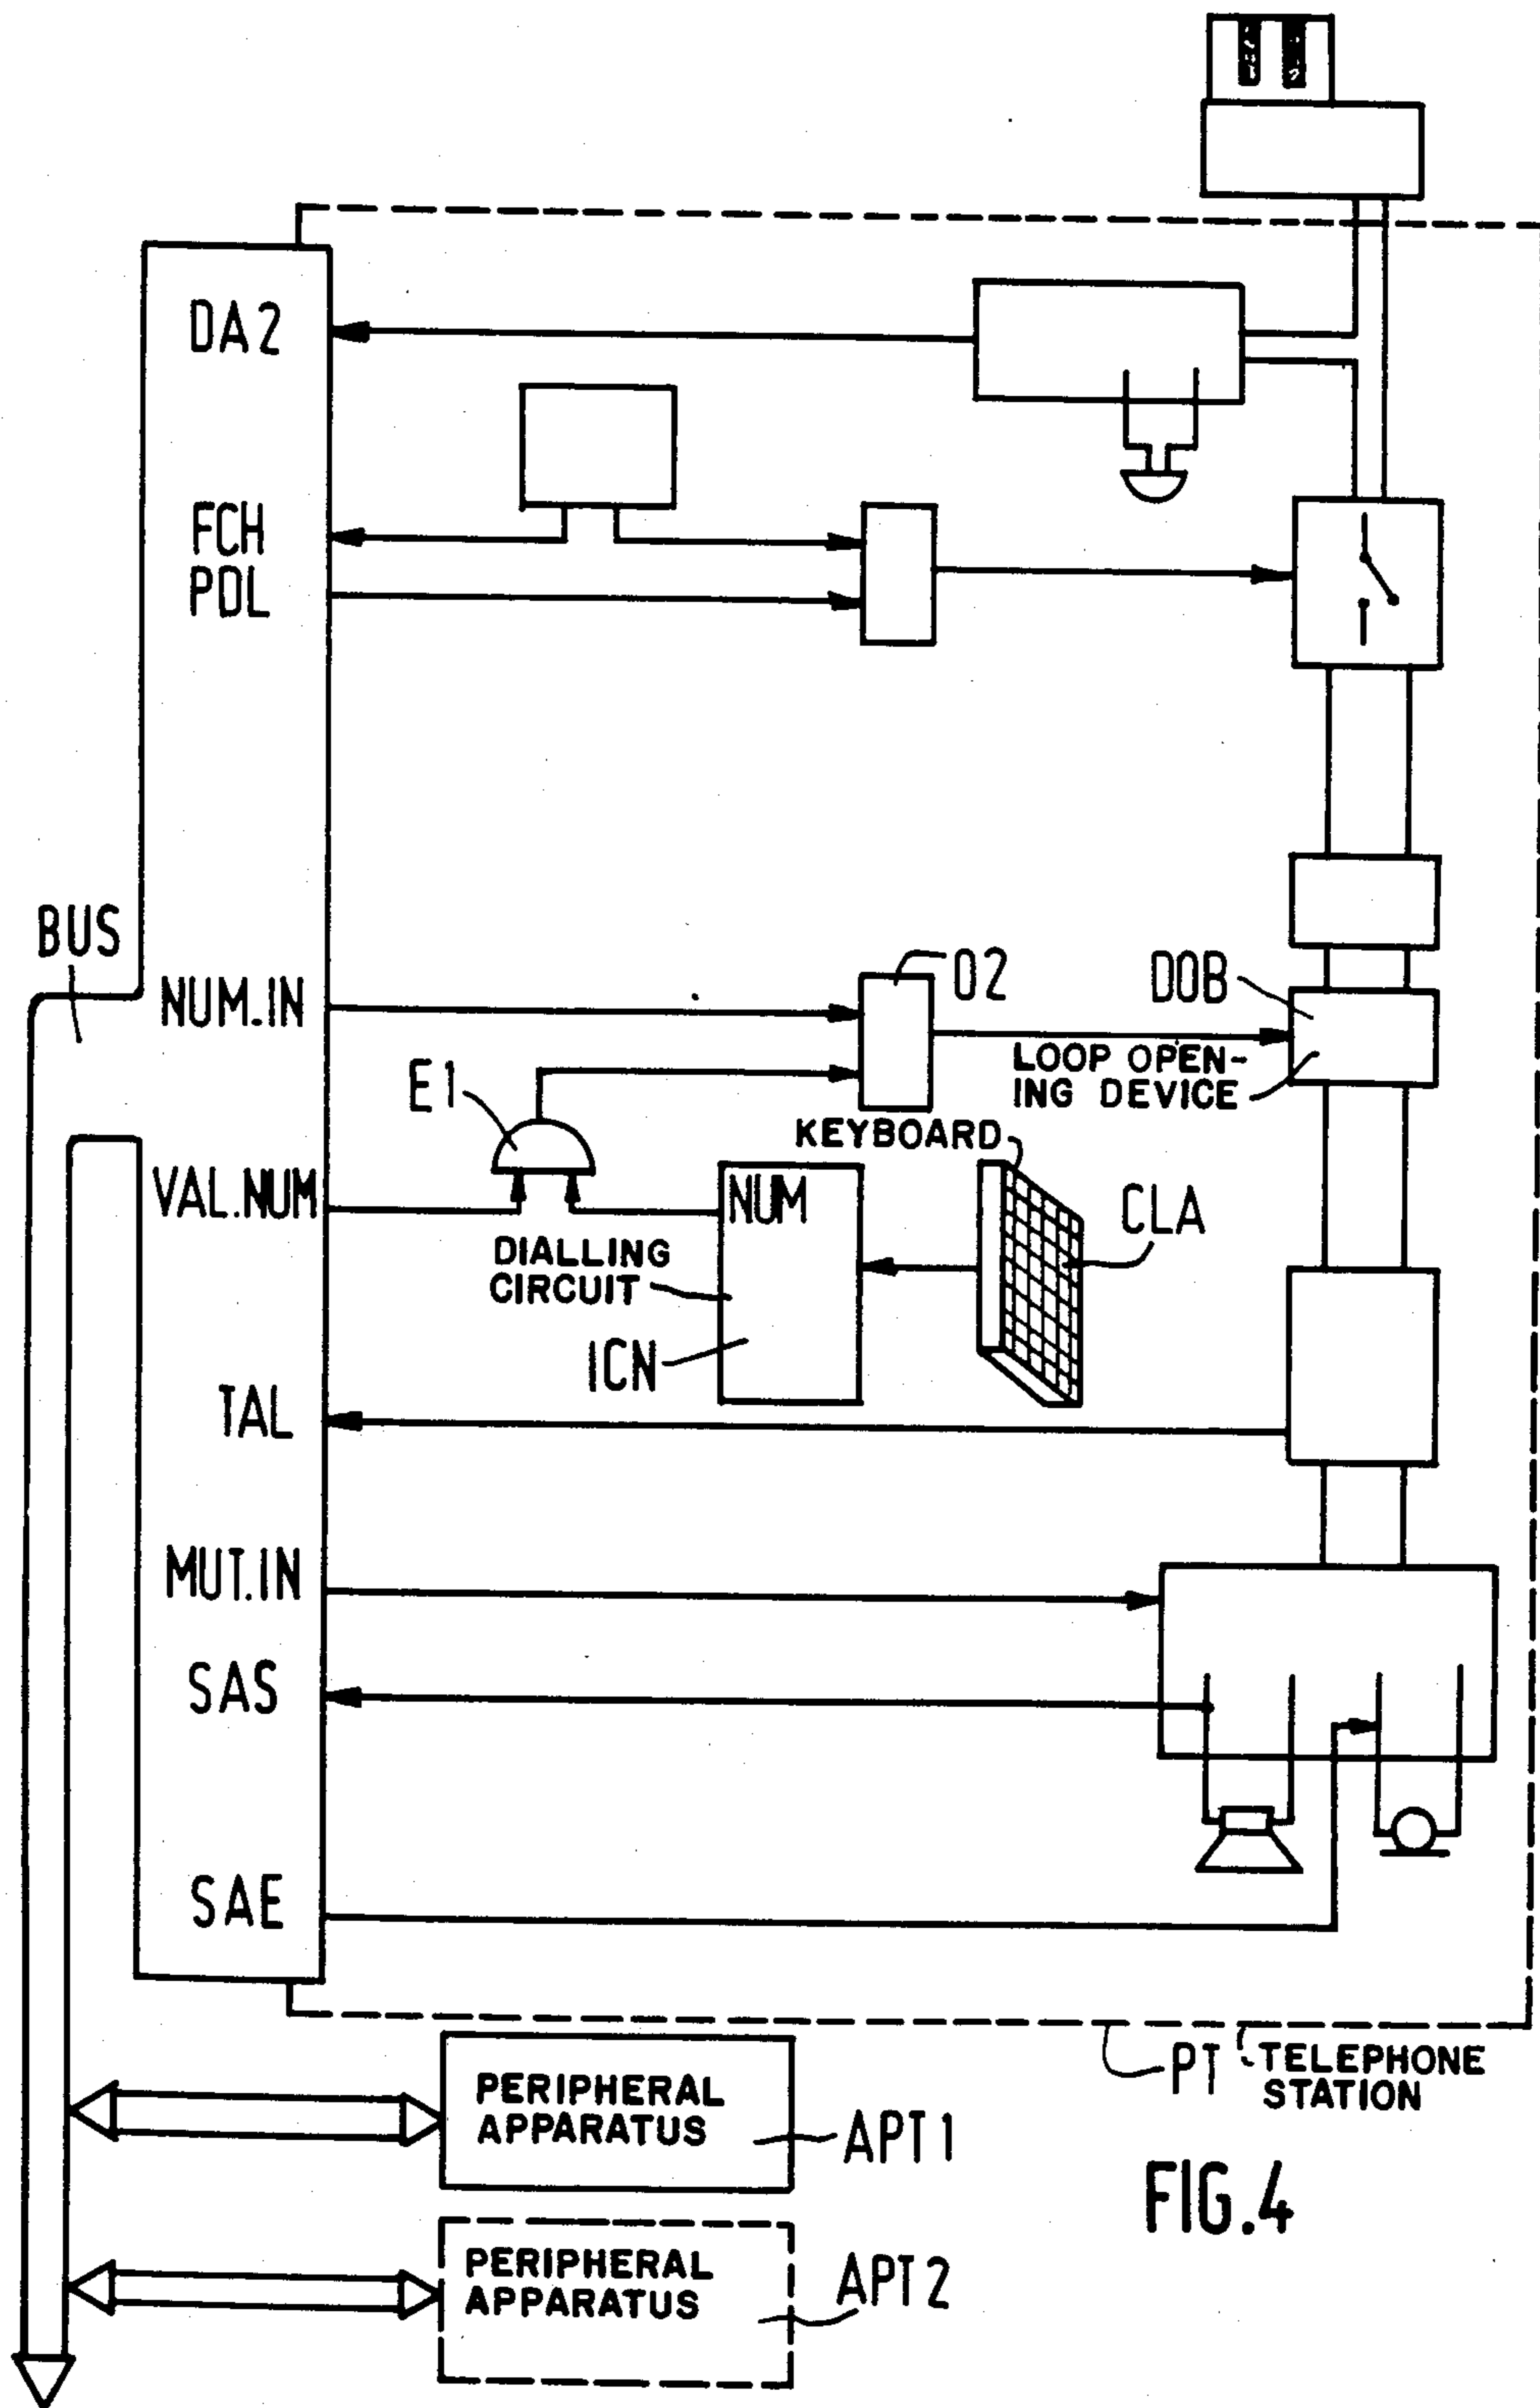 DA2
FCH
PDL
BUS
NUM.IN
O2
DOB
LOOP OPEN-
ING DEVICE
E1
KEYBOARD
VAL.NUM
NUM
CLA
DIALLING
CIRCUIT
ICN
TAL
MUT.IN
SAS
SAE
PT
TELEPHONE
STATION
PERIPHERAL
APPARATUS
APT1
FIG.4
PERIPHERAL
APPARATUS
APT2